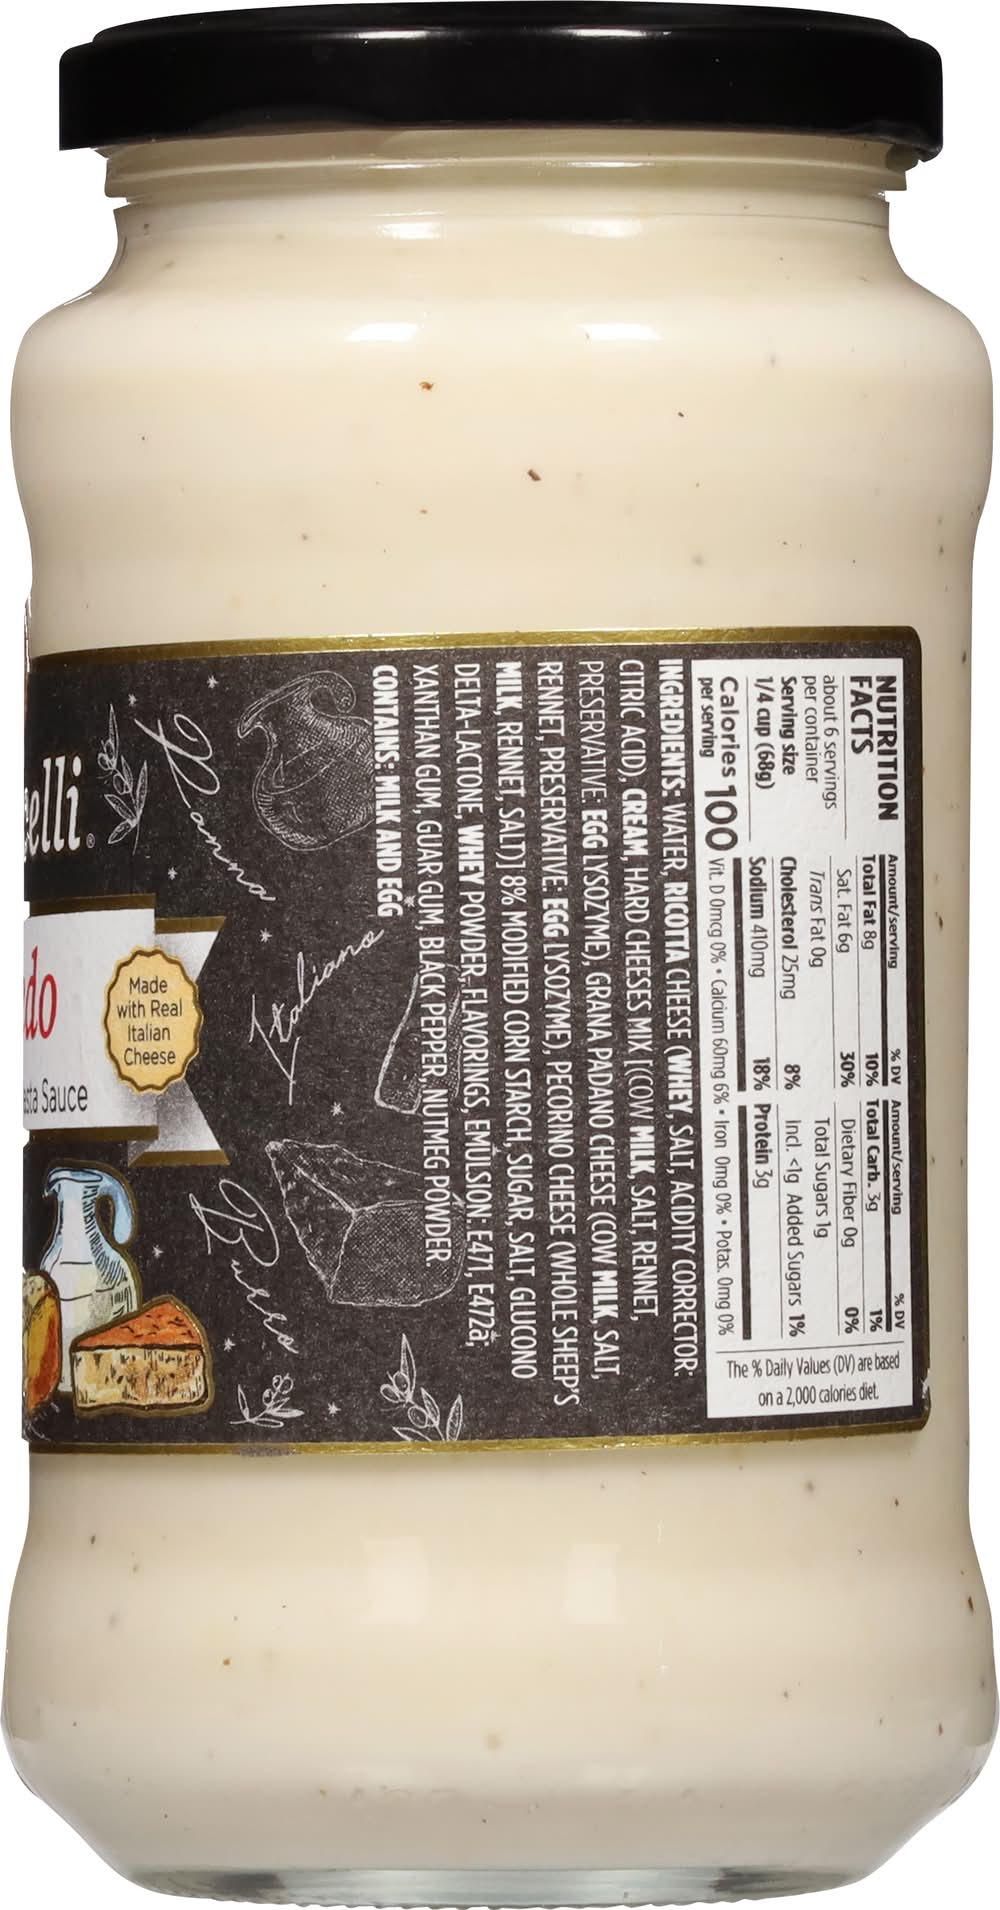 NUTRITION
FACTS
about 6 servings
per container
Serving size
1/4 cup (68g)
Calories 100
per serving
Amount/serving % DV
Total Fat 8g 10%
Sat. Fat 6g 30%
Trans Fat 0g
Cholesterol 25mg 8%
Sodium 410mg 18%
Amount/serving % DV
Total Carb. 3g 1%
Dietary Fiber 0g 0%
Total Sugars 1g
Incl. <1g Added Sugars 1%
Protein 3g
Vit. D 0mcg 0% • Calcium 60mg 6% • Iron 0mg 0% • Potas. 0mg 0%
The % Daily Values (DV) are based
on a 2,000 calories diet.
INGREDIENTS: WATER, RICOTTA CHEESE (WHEY, SALT, ACIDITY CORRECTOR:
CITRIC ACID), CREAM, HARD CHEESES MIX [(COW MILK, SALT, RENNET,
PRESERVATIVE: EGG LYSOZYME), GRANA PADANO CHEESE (COW MILK, SALT,
RENNET, PRESERVATIVE: EGG LYSOZYME), PECORINO CHEESE (WHOLE SHEEP'S
MILK, RENNET, SALT)] 8% MODIFIED CORN STARCH, SUGAR, SALT, GLUCONO
DELTA-LACTONE, WHEY POWDER, FLAVORINGS, EMULSION: E471, E472a;
XANTHAN GUM, GUAR GUM, BLACK PEPPER, NUTMEG POWDER.
CONTAINS: MILK AND EGG
Panna
Italiano
Burro
elli®
do
sta Sauce
Made
with Real
Italian
Cheese